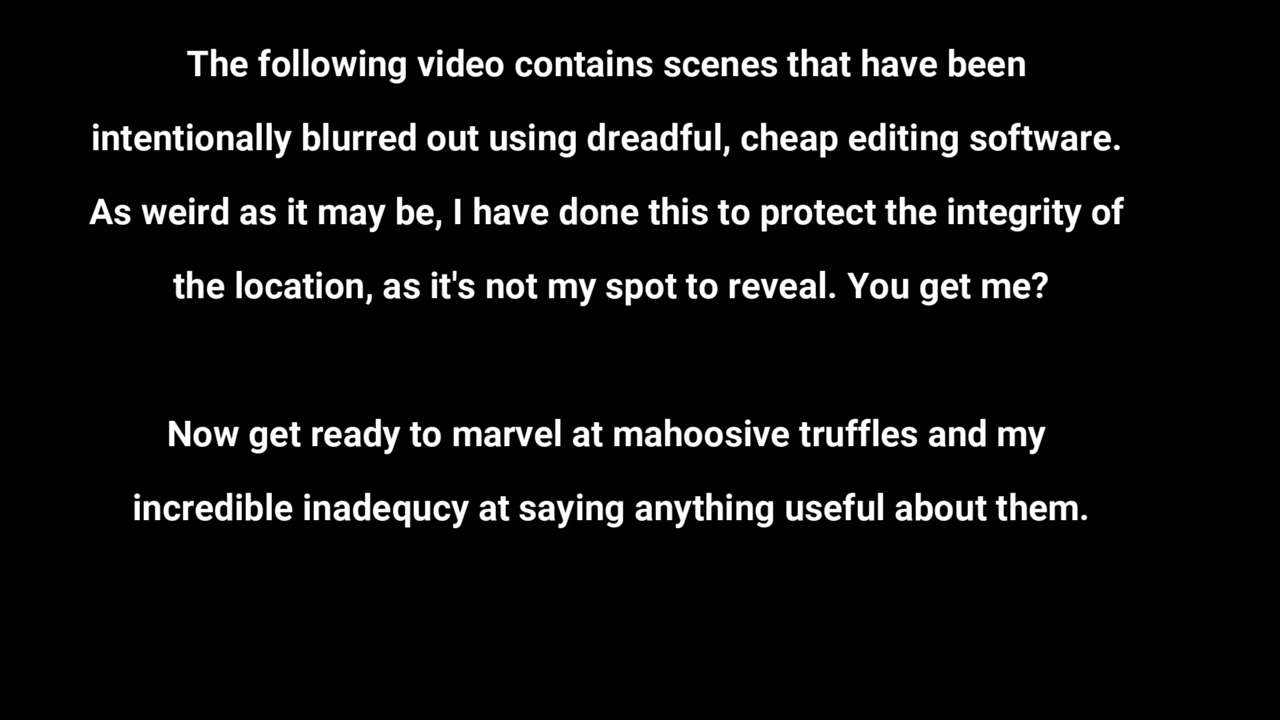 The following video contains scenes that have been
intentionally blurred out using dreadful, cheap editing software.
As weird as it may be, I have done this to protect the integrity of
the location, as it's not my spot to reveal. You get me?
Now get ready to marvel at mahoosive truffles and my
incredible inadequcy at saying anything useful about them.